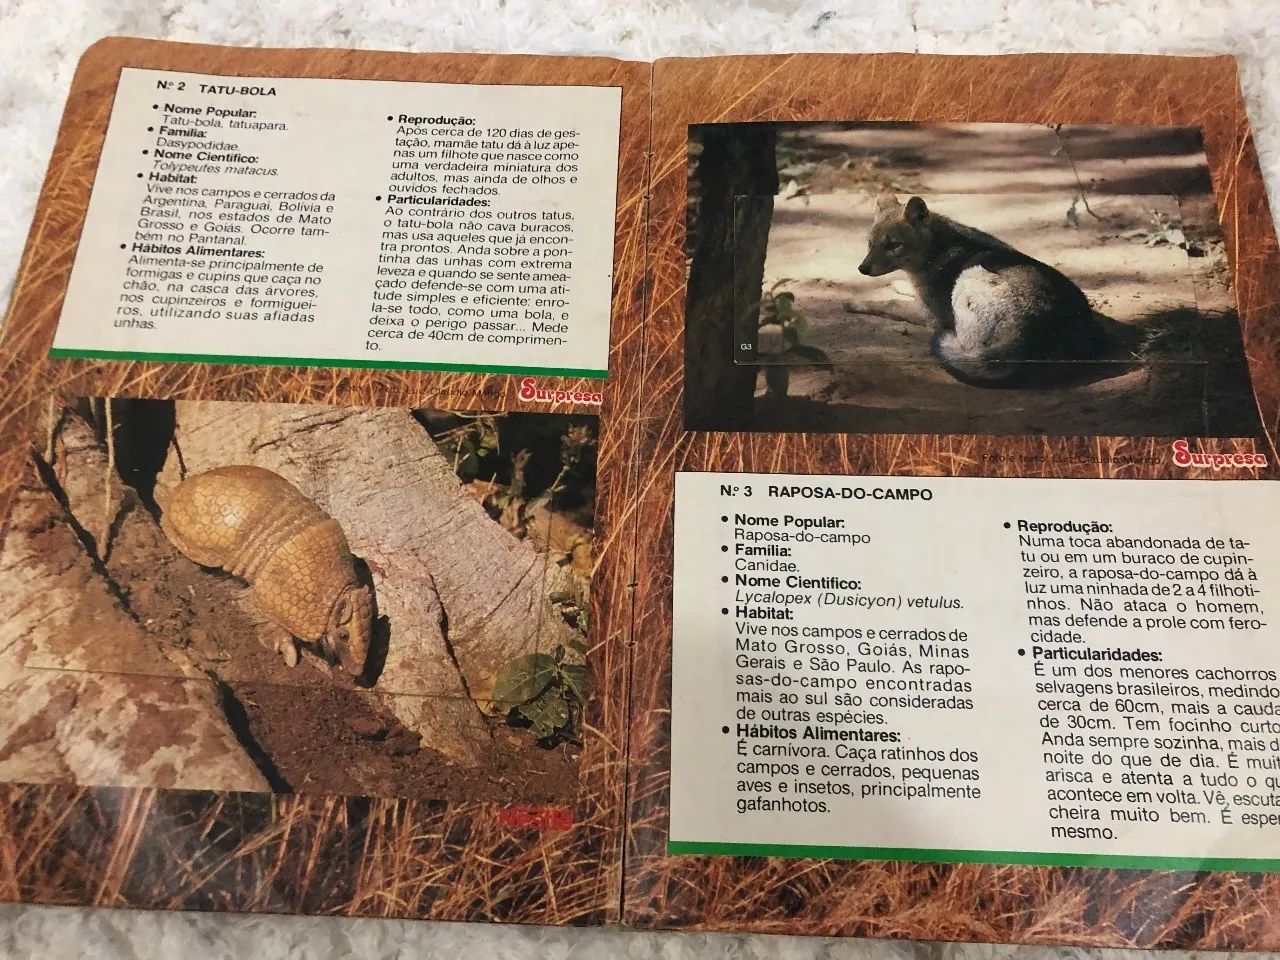 N.º 2 TATU-BOLA
• Nome Popular:
Tatu-bola, tatuapara.
• Família:
Dasypodidae.
• Nome Científico:
Tolypeutes matacus.
• Habitat:
Vive nos campos e cerrados da
Argentina, Paraguai, Bolívia e
Brasil, nos estados de Mato
Grosso e Goiás. Ocorre tam-
bém no Pantanal.
• Hábitos Alimentares:
Alimenta-se principalmente de
formigas e cupins que caça no
chão, na casca das árvores,
nos cupinzeiros e formiguei-
ros, utilizando suas afiadas
unhas.
• Reprodução:
Após cerca de 120 dias de ges-
tação, mamãe tatu dá à luz ape-
nas um filhote que nasce como
uma verdadeira miniatura dos
adultos, mas ainda de olhos e
ouvidos fechados.
• Particularidades:
Ao contrário dos outros tatus,
o tatu-bola não cava buracos,
mas usa aqueles que já encon-
tra prontos. Anda sobre a pon-
tinha das unhas com extrema
leveza e quando se sente amea-
çado defende-se com uma ati-
tude simples e eficiente: enro-
la-se todo, como uma bola, e
deixa o perigo passar... Mede
cerca de 40cm de comprimen-
to.
Luiz Claudio Marigo
Surpresa
Nestlé
G3
Foto e texto: Luiz Claudio Marigo
Surpresa
N.º 3 RAPOSA-DO-CAMPO
• Nome Popular:
Raposa-do-campo
• Família:
Canidae.
• Nome Científico:
Lycalopex (Dusicyon) vetulus.
• Habitat:
Vive nos campos e cerrados de
Mato Grosso, Goiás, Minas
Gerais e São Paulo. As rapo-
sas-do-campo encontradas
mais ao sul são consideradas
de outras espécies.
• Hábitos Alimentares:
É carnívora. Caça ratinhos dos
campos e cerrados, pequenas
aves e insetos, principalmente
gafanhotos.
• Reprodução:
Numa toca abandonada de ta-
tu ou em um buraco de cupin-
zeiro, a raposa-do-campo dá à
luz uma ninhada de 2 a 4 filhoti-
nhos. Não ataca o homem,
mas defende a prole com fero-
cidade.
• Particularidades:
É um dos menores cachorros
selvagens brasileiros, medindo
cerca de 60cm, mais a cauda
de 30cm. Tem focinho curto
Anda sempre sozinha, mais d
noite do que de dia. É mui
arisca e atenta a tudo o qu
acontece em volta. Vê, escuta
cheira muito bem. É esper
mesmo.